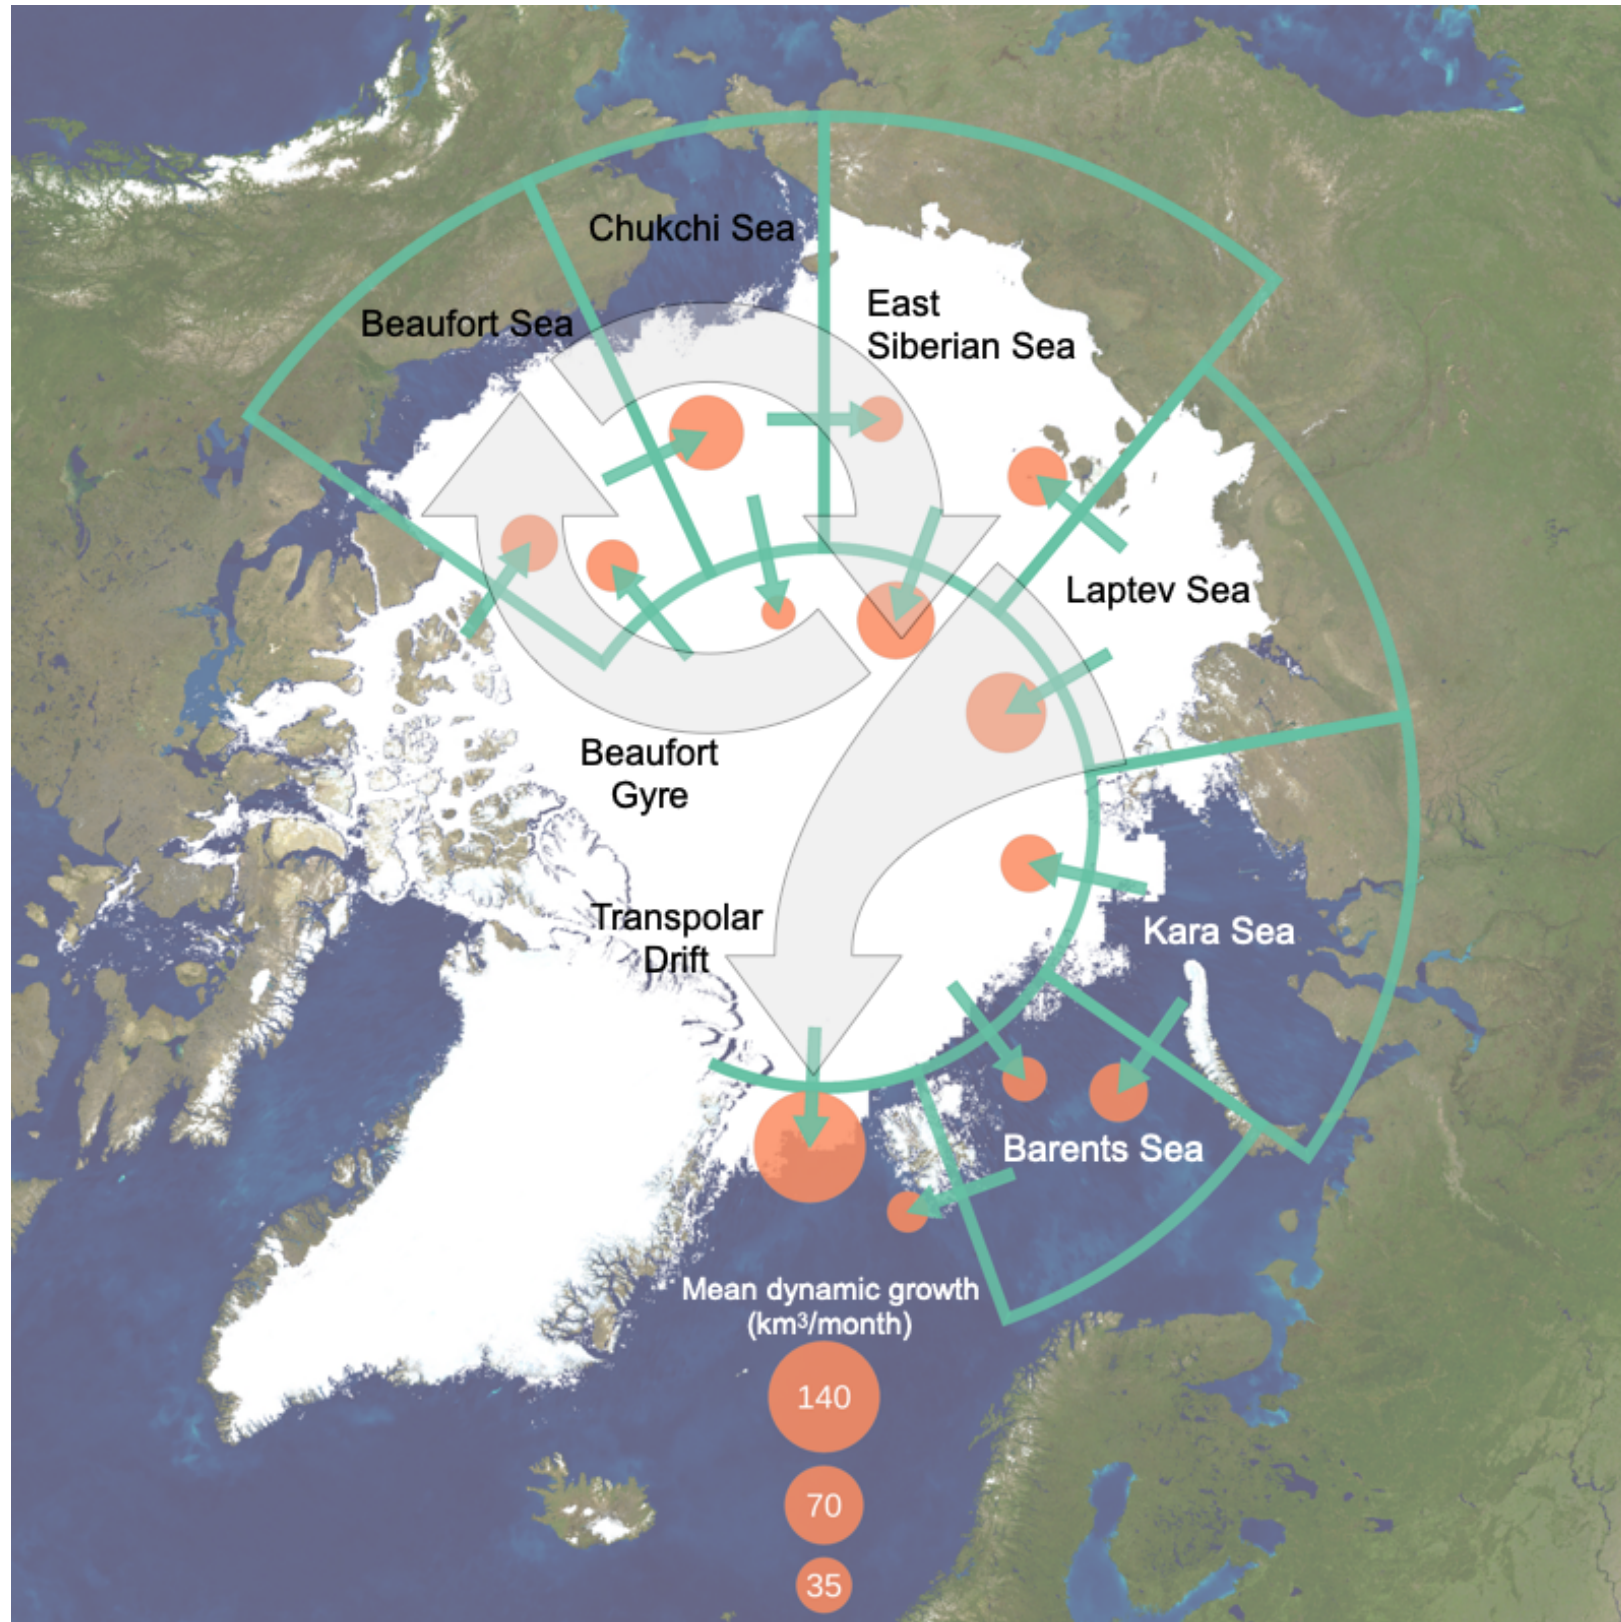 Chukchi Sea
Beaufort Sea
East
Siberian Sea
Laptev Sea
Beaufort
Gyre
Transpolar
Drift
Kara Sea
Barents Sea
Mean dynamic growth
(km³/month)
140
70
35